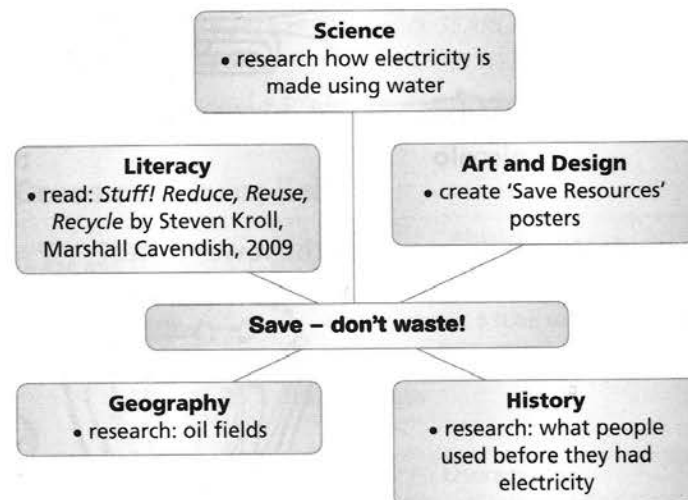 Science
• research how electricity is
made using water
Literacy
• read: Stuff! Reduce, Reuse,
Recycle by Steven Kroll,
Marshall Cavendish, 2009
Art and Design
• create ‘Save Resources’
posters
Save – don’t waste!
Geography
• research: oil fields
History
• research: what people
used before they had
electricity